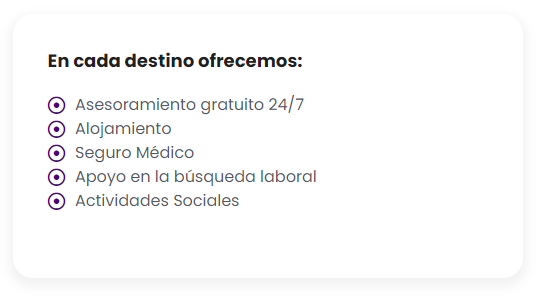 En cada destino ofrecemos:
Asesoramiento gratuito 24/7
Alojamiento
Seguro Médico
Apoyo en la búsqueda laboral
Actividades Sociales